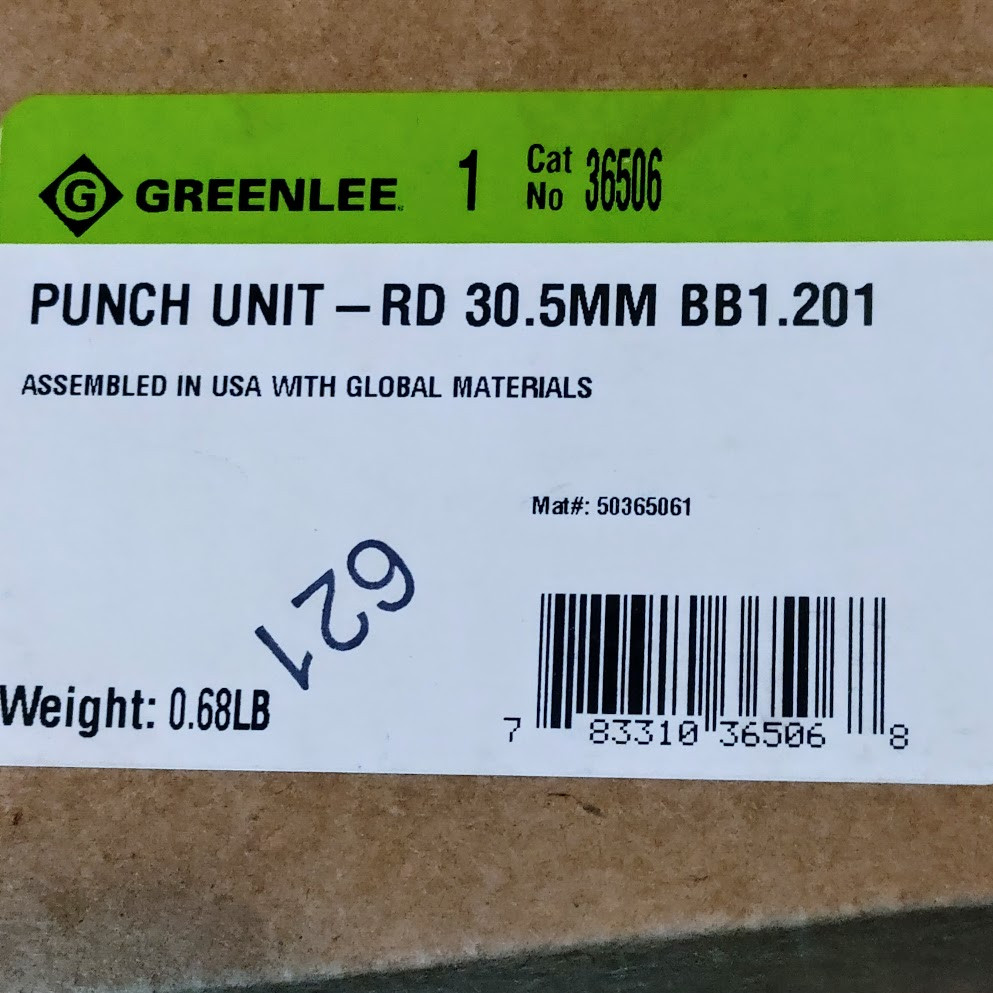 G GREENLEE 1 Cat No 36506
PUNCH UNIT – RD 30.5MM BB1.201
ASSEMBLED IN USA WITH GLOBAL MATERIALS
Mat#: 50365061
621
Weight: 0.68LB
7 83310 36506 8